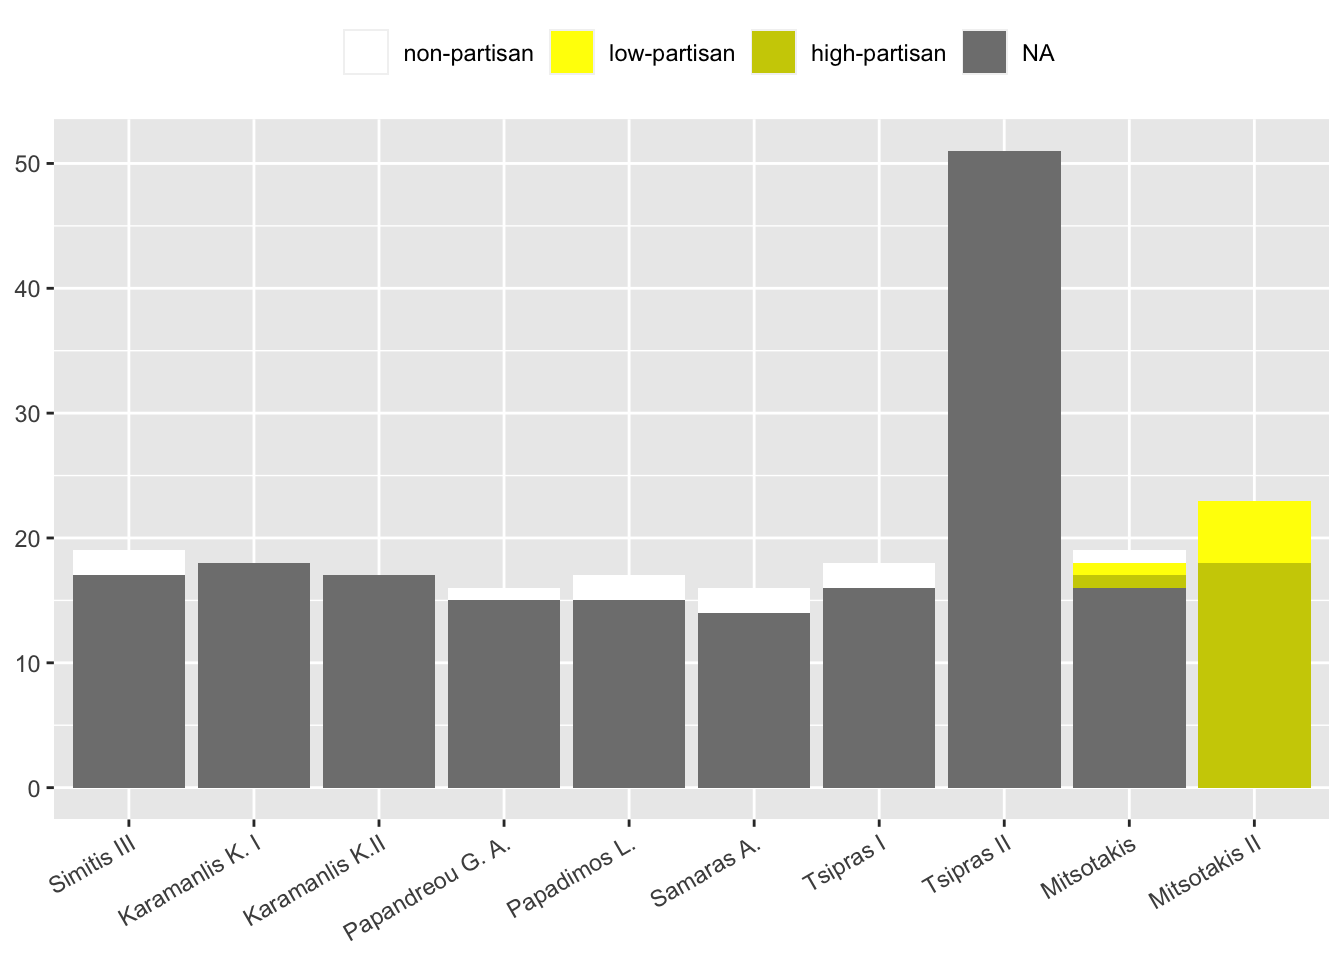 non-partisan low-partisan high-partisan NA
50
40
30
20
10
0
Simitis III
Karamanlis K. I
Karamanlis K.II
Papandreou G. A.
Papadimos L.
Samaras A.
Tsipras I
Tsipras II
Mitsotakis
Mitsotakis II